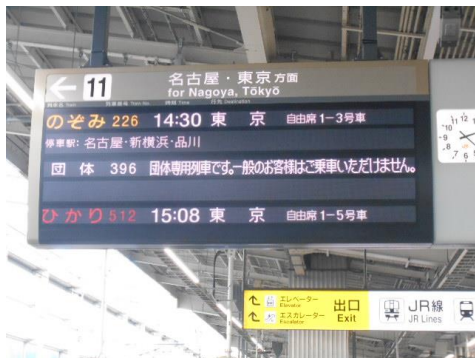 11 名古屋・東京方面
for Nagoya, Tōkyō
のぞみ 226 14:30 東 京 自由席1-3号車
停車駅: 名古屋・新横浜・品川
団 体 396 団体専用列車です。一般のお客様はご乗車いただけません。
ひかり 512 15:08 東 京 自由席1-5号車
エレベーター
Elevator
エスカレーター
Escalator
出口
Exit
JR線
JR Lines